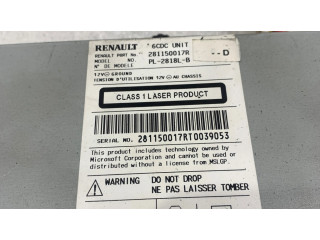 RENAULT 6CDC UNIT
RENAULT PART No. 281150017R --D
N° DE MODELE PL-2818L-B
12V⊖ GROUND
TENSION D'UTILISATION 12V ⊖ AU CHASSIS
CLASS 1 LASER PRODUCT
SERIAL NO. 281150017RT0039053
This product includes technology owned by
Microsoft Corporation and cannot be used or
distributed without a license from MSLGP.
WARNING DO NOT DROP
NE PAS LAISSER TOMBER